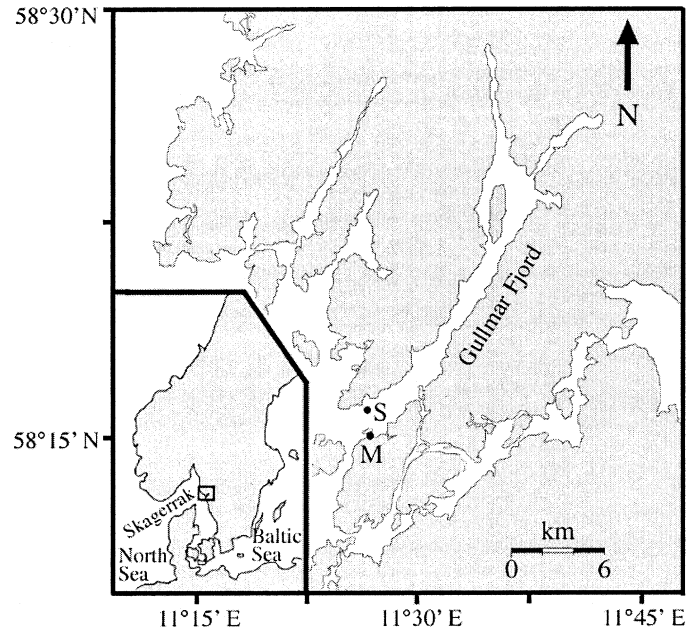 58°30' N
N
Gullmar Fjord
S
58°15' N
M
Skagerrak
North
Sea
Baltic
Sea
km
0 6
11°15' E 11°30' E 11°45' E